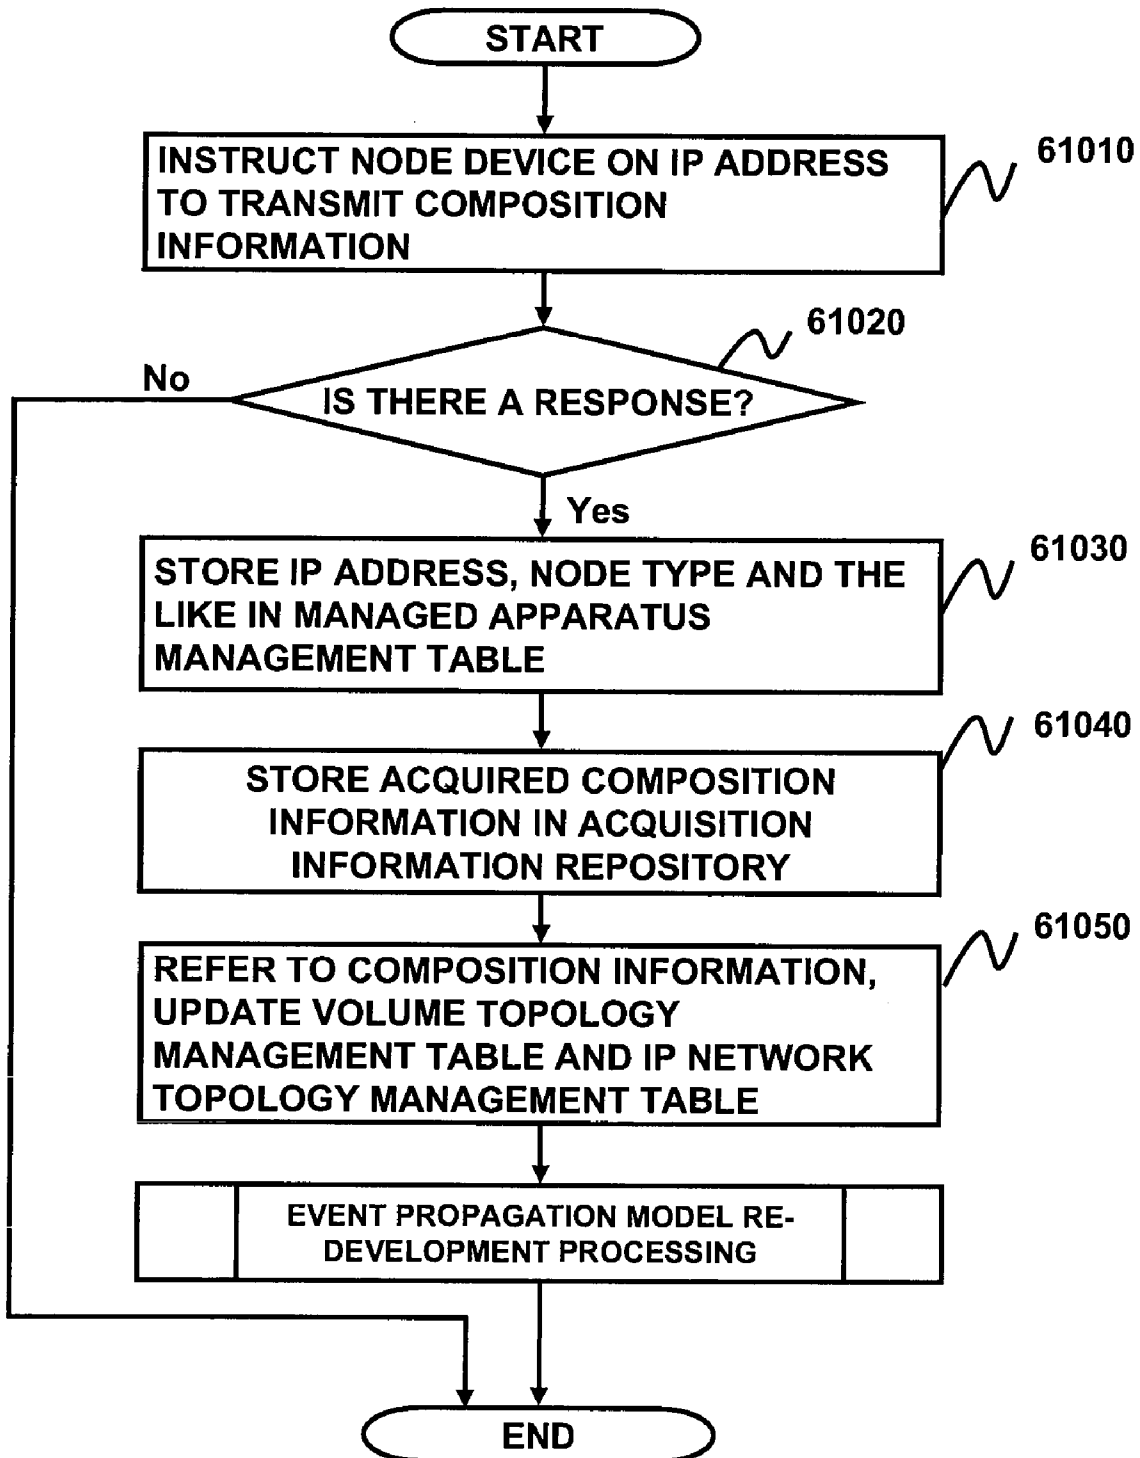 START
INSTRUCT NODE DEVICE ON IP ADDRESS
TO TRANSMIT COMPOSITION
INFORMATION
61010
61020
No
IS THERE A RESPONSE?
Yes
STORE IP ADDRESS, NODE TYPE AND THE
LIKE IN MANAGED APPARATUS
MANAGEMENT TABLE
61030
STORE ACQUIRED COMPOSITION
INFORMATION IN ACQUISITION
INFORMATION REPOSITORY
61040
REFER TO COMPOSITION INFORMATION,
UPDATE VOLUME TOPOLOGY
MANAGEMENT TABLE AND IP NETWORK
TOPOLOGY MANAGEMENT TABLE
61050
EVENT PROPAGATION MODEL RE-
DEVELOPMENT PROCESSING
END